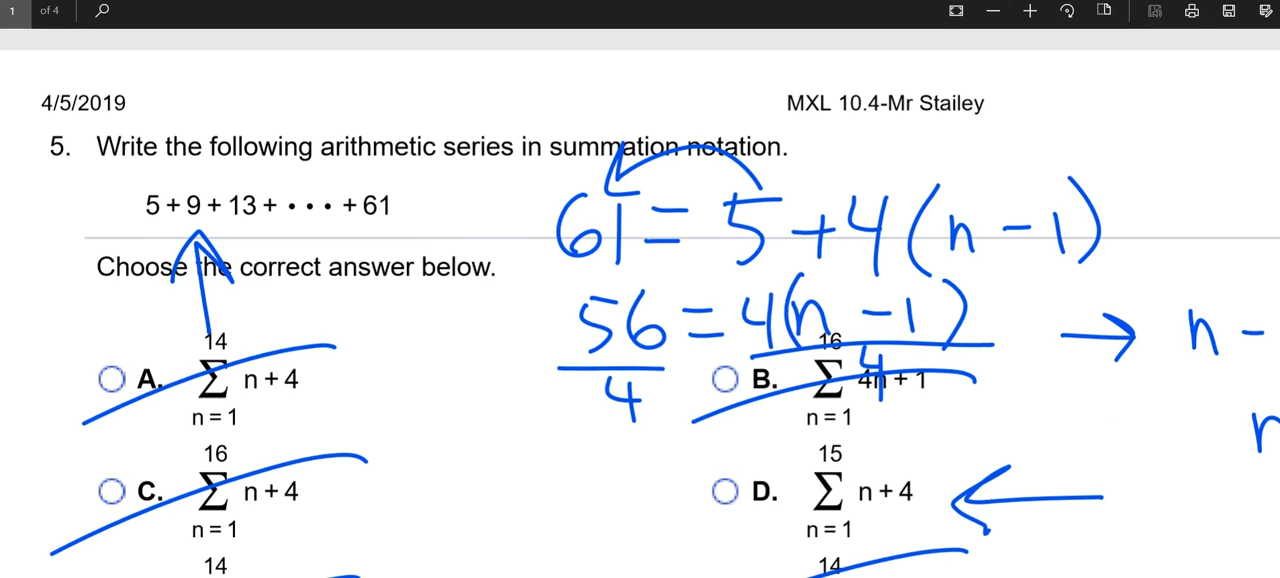 1 of 4
4/5/2019 MXL 10.4-Mr Stailey
5. Write the following arithmetic series in summation notation.
5 + 9 + 13 + • • • + 61
61 = 5 + 4 ( n - 1 )
Choose the correct answer below.
56 = 4(n - 1) → n -
4 4
14
A. Σ n + 4
n = 1
16
B. Σ 4n + 1
n = 1
16
C. Σ n + 4
n = 1
15
D. Σ n + 4
n = 1
14
14